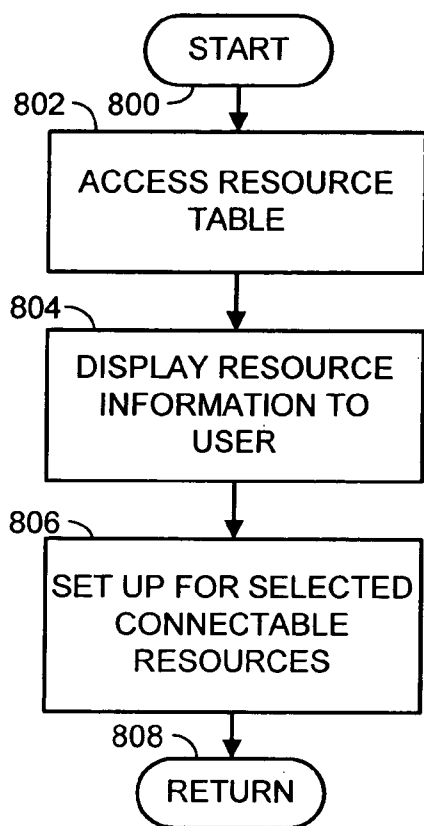 START
800
802
ACCESS RESOURCE
TABLE
804
DISPLAY RESOURCE
INFORMATION TO
USER
806
SET UP FOR SELECTED
CONNECTABLE
RESOURCES
808
RETURN